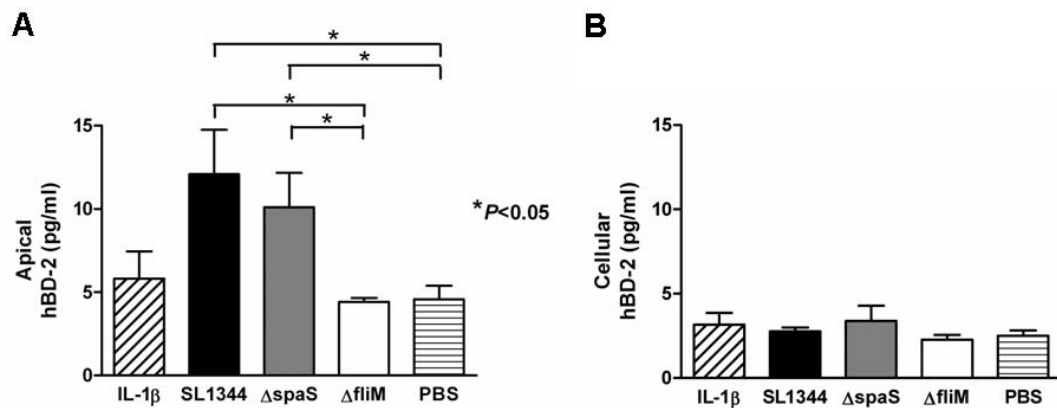 A
*
*
*
*
15
10
5
0
Apical
hBD-2 (pg/ml)
IL-1β SL1344 ΔspaS ΔfliM PBS
*P<0.05
B
15
10
5
0
Cellular
hBD-2 (pg/ml)
IL-1β SL1344 ΔspaS ΔfliM PBS